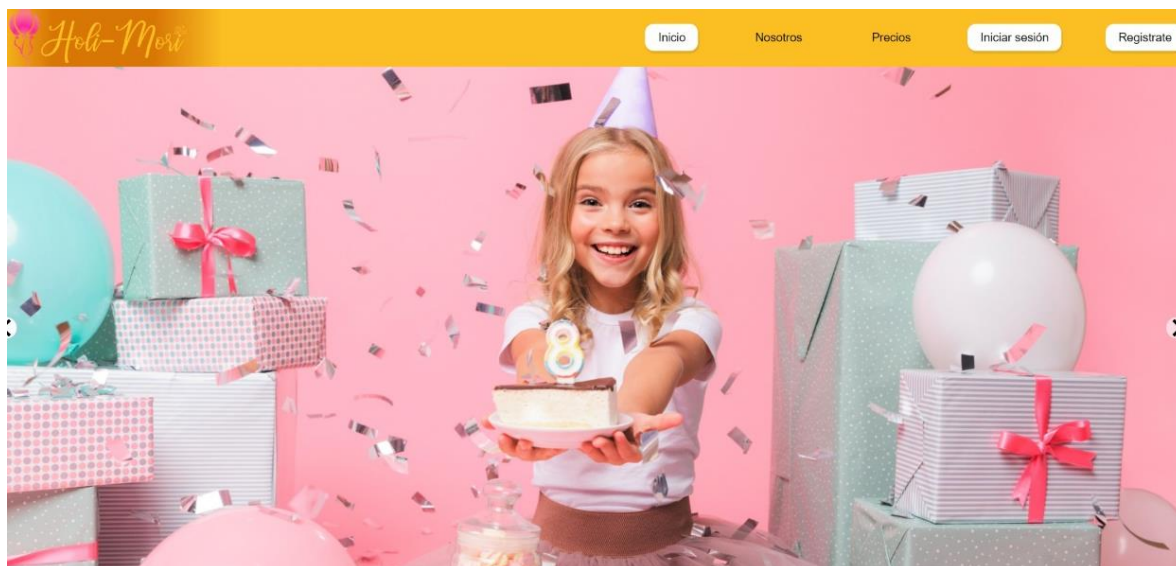 Holi-Mori
Inicio
Nosotros
Precios
Iniciar sesión
Registrate
8